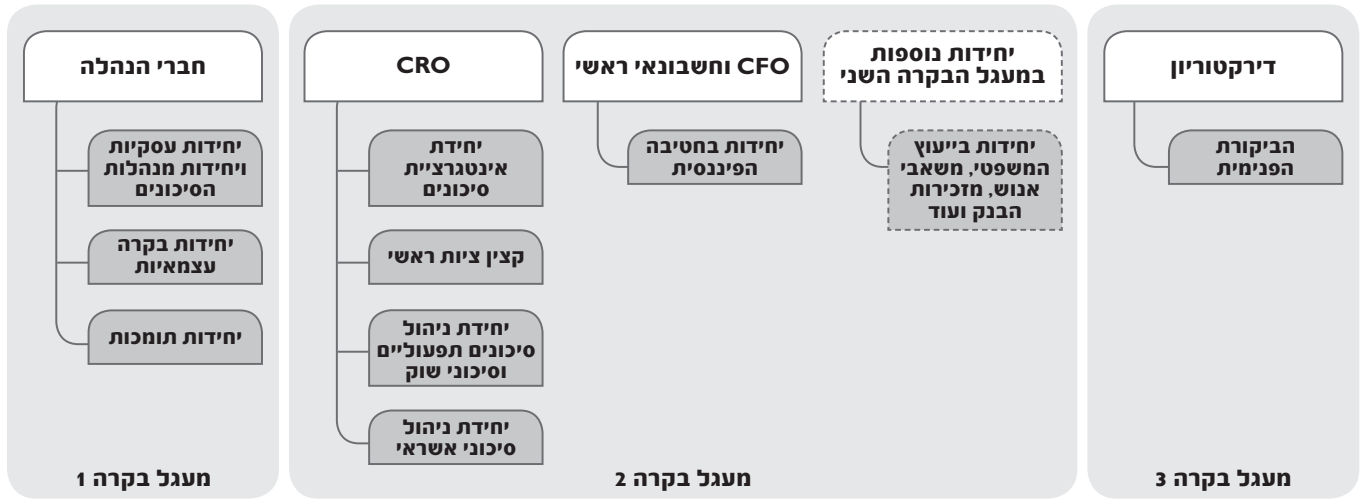 חברי הנהלה
יחידות עסקיות
ויחידות מנהלות
הסיכונים
יחידות בקרה
עצמאיות
יחידות תומכות
מעגל בקרה 1
CRO
יחידת
אינטגרציית
סיכונים
קצין ציות ראשי
יחידת ניהול
סיכונים תפעוליים
וסיכוני שוק
יחידת ניהול
סיכוני אשראי
CFO וחשבונאי ראשי
יחידות בחטיבה
הפיננסית
יחידות נוספות
במעגל הבקרה השני
יחידות בייעוץ
המשפטי, משאבי
אנוש, מזכירות
הבנק ועוד
מעגל בקרה 2
דירקטוריון
הביקורת
הפנימית
מעגל בקרה 3